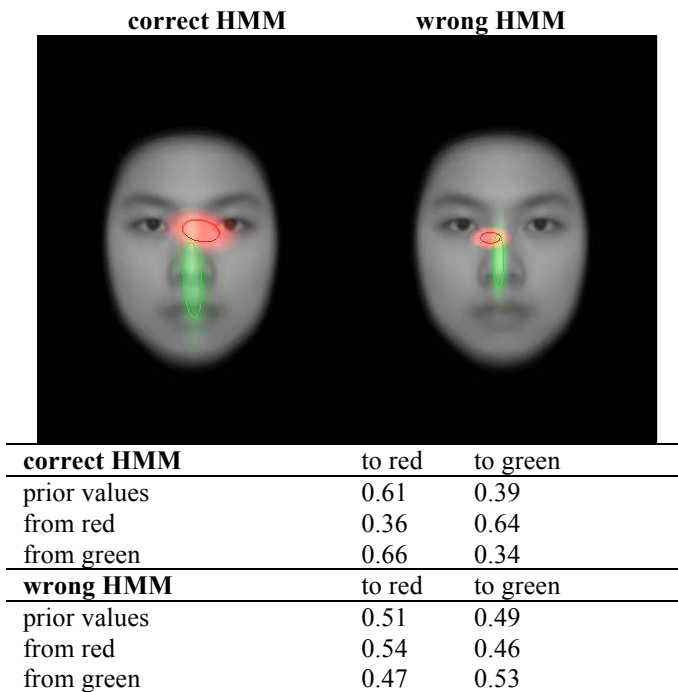 correct HMM wrong HMM
correct HMM to red to green
prior values 0.61 0.39
from red 0.36 0.64
from green 0.66 0.34
wrong HMM to red to green
prior values 0.51 0.49
from red 0.54 0.46
from green 0.47 0.53